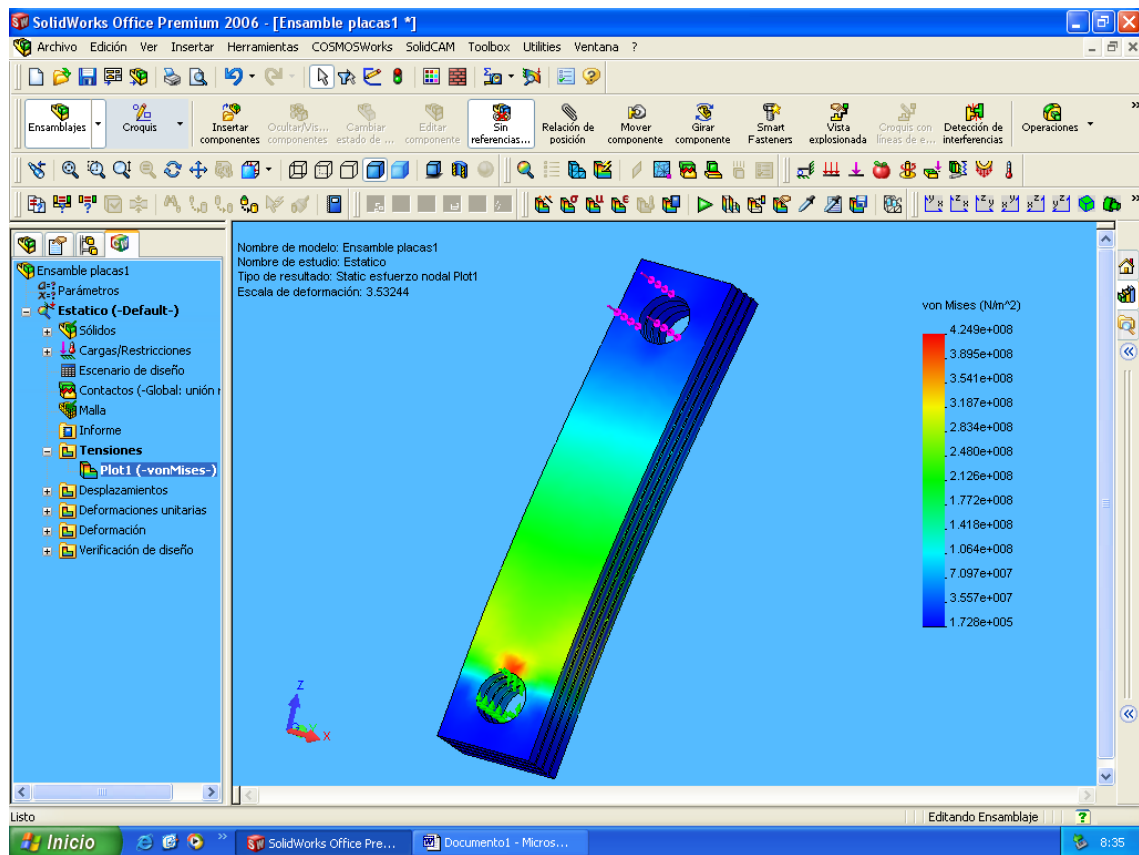 SolidWorks Office Premium 2006 - [Ensamble placas1 *]
Archivo Edición Ver Insertar Herramientas COSMOSWorks SolidCAM Toolbox Utilities Ventana ?
Ensamblajes
Croquis
Insertar componentes
Ocultar/Vis... componentes
Cambiar estado de ...
Editar componente
Sin referencias...
Relación de posición
Mover componente
Girar componente
Smart Fasteners
Vista explosionada
Croquis con líneas de e...
Detección de interferencias
Operaciones
Ensamble placas1
Parámetros
Estatico (-Default-)
Sólidos
Cargas/Restricciones
Escenario de diseño
Contactos (-Global: unión r
Malla
Informe
Tensiones
Plot1 (-vonMises-)
Desplazamientos
Deformaciones unitarias
Deformación
Verificación de diseño
Nombre de modelo: Ensamble placas1
Nombre de estudio: Estatico
Tipo de resultado: Static esfuerzo nodal Plot1
Escala de deformación: 3.53244
von Mises (N/m^2)
4.249e+008
3.895e+008
3.541e+008
3.187e+008
2.834e+008
2.480e+008
2.126e+008
1.772e+008
1.418e+008
1.064e+008
7.097e+007
3.557e+007
1.728e+005
Z
X
Listo
Editando Ensamblaje
Inicio
SolidWorks Office Pre...
Documento1 - Micros...
8:35